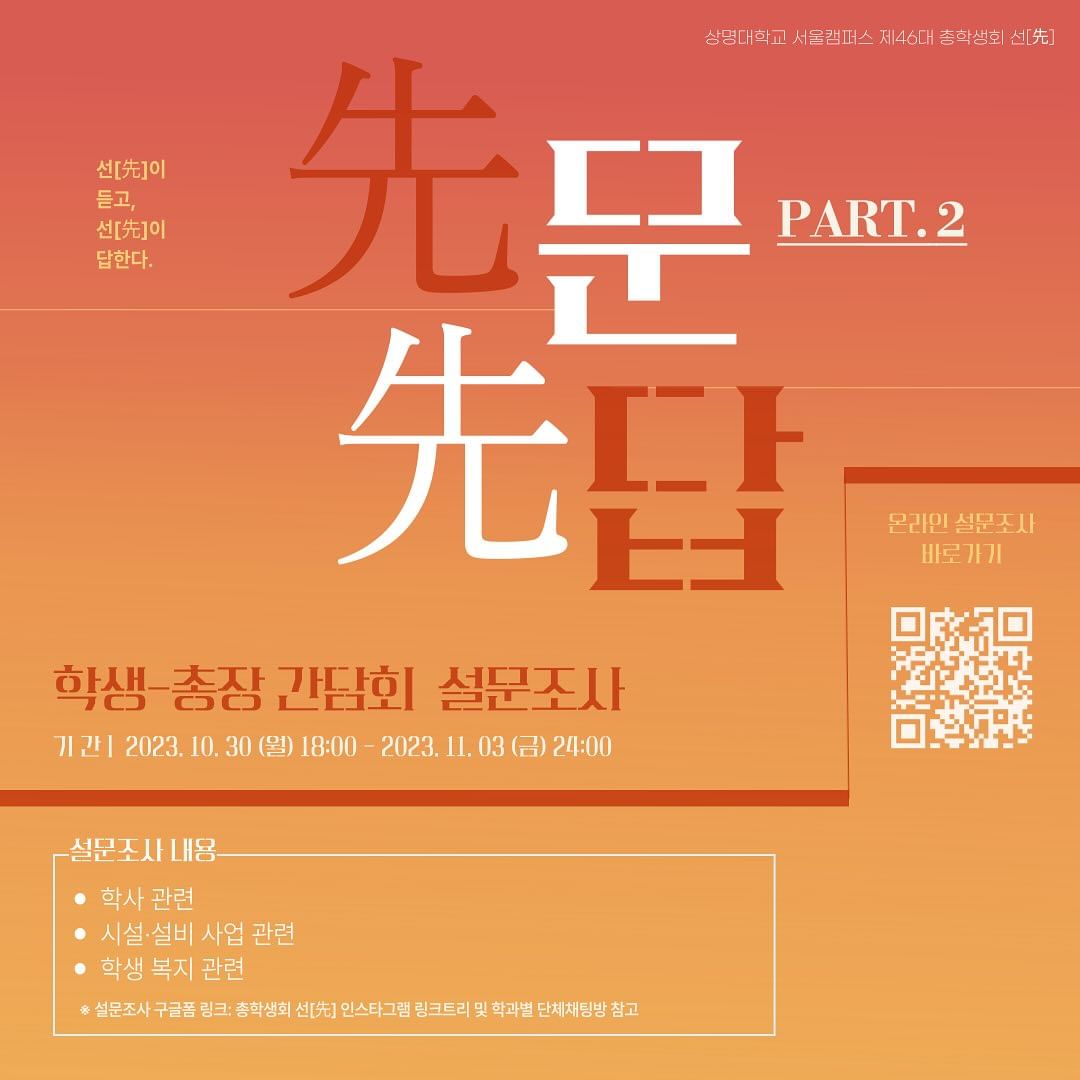 상명대학교 서울캠퍼스 제46대 총학생회 선[先]
선[先]이
듣고,
선[先]이
답한다.
先문
PART. 2
先답
온라인 설문조사
바로가기
학생-총장 간담회 설문조사
기 간 | 2023. 10. 30 (월) 18:00 - 2023. 11. 03 (금) 24:00
설문조사 내용
● 학사 관련
● 시설·설비 사업 관련
● 학생 복지 관련
※ 설문조사 구글폼 링크: 총학생회 선[先] 인스타그램 링크트리 및 학과별 단체채팅방 참고